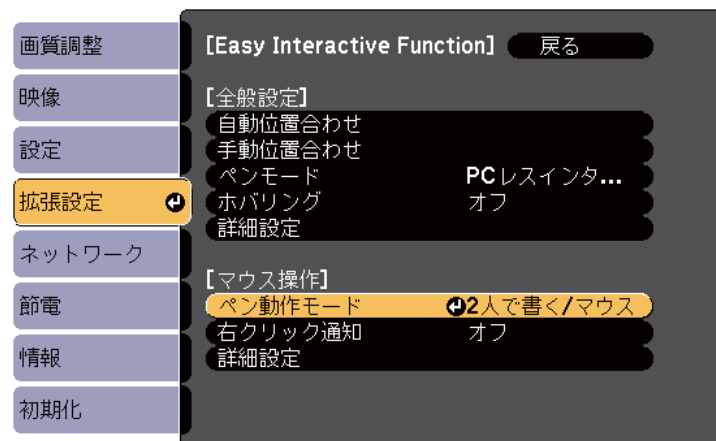 画質調整
映像
設定
拡張設定
ネットワーク
節電
情報
初期化
[Easy Interactive Function] 戻る
[全般設定]
自動位置合わせ
手動位置合わせ
ペンモード PCレスインタ...
ホバリング オフ
詳細設定
[マウス操作]
ペン動作モード 2人で書く/マウス
右クリック通知 オフ
詳細設定